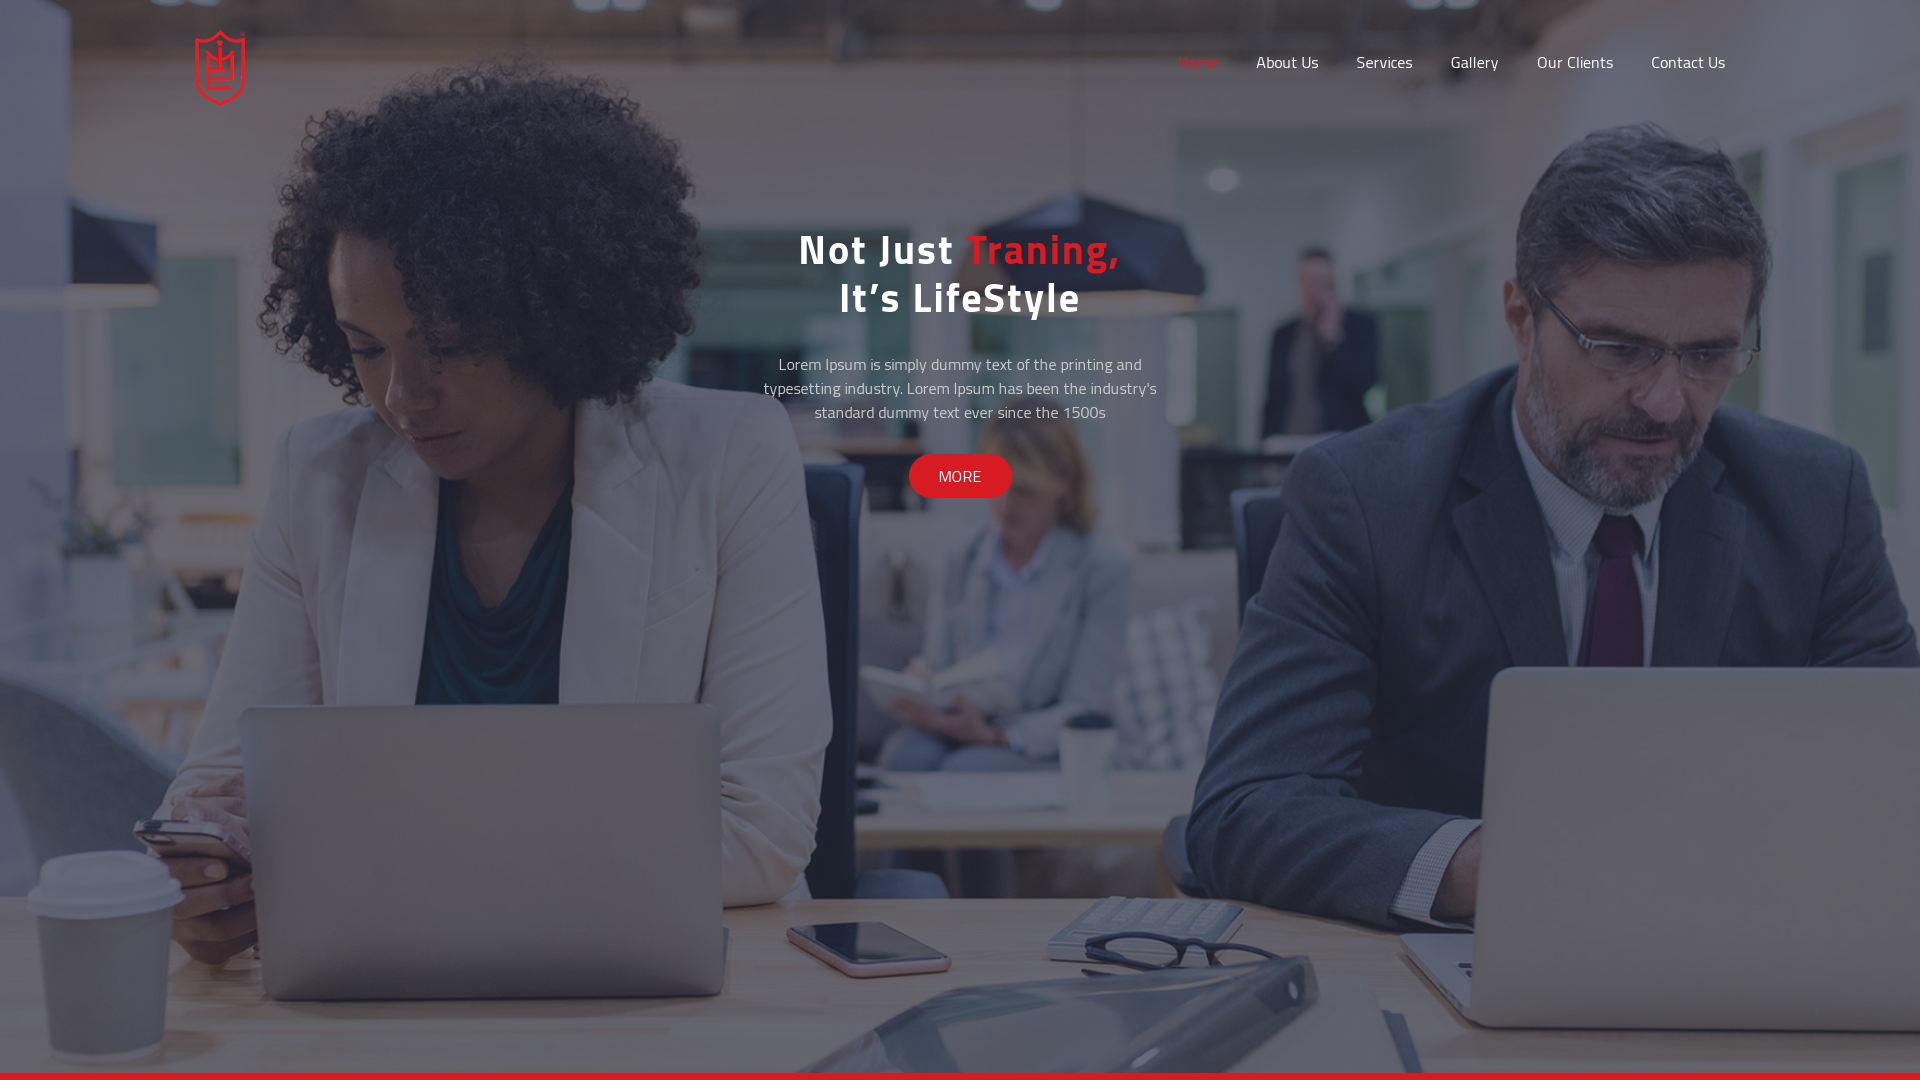 Home About Us Services Gallery Our Clients Contact Us
Not Just Traning,
It's LifeStyle
Lorem Ipsum is simply dummy text of the printing and
typesetting industry. Lorem Ipsum has been the industry's
standard dummy text ever since the 1500s
MORE